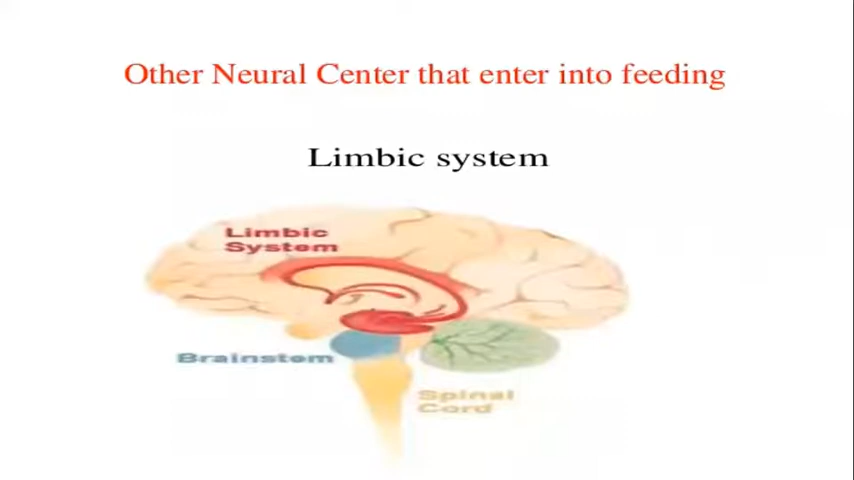 Other Neural Center that enter into feeding
Limbic system
Limbic
System
Brainstem
Spinal
Cord